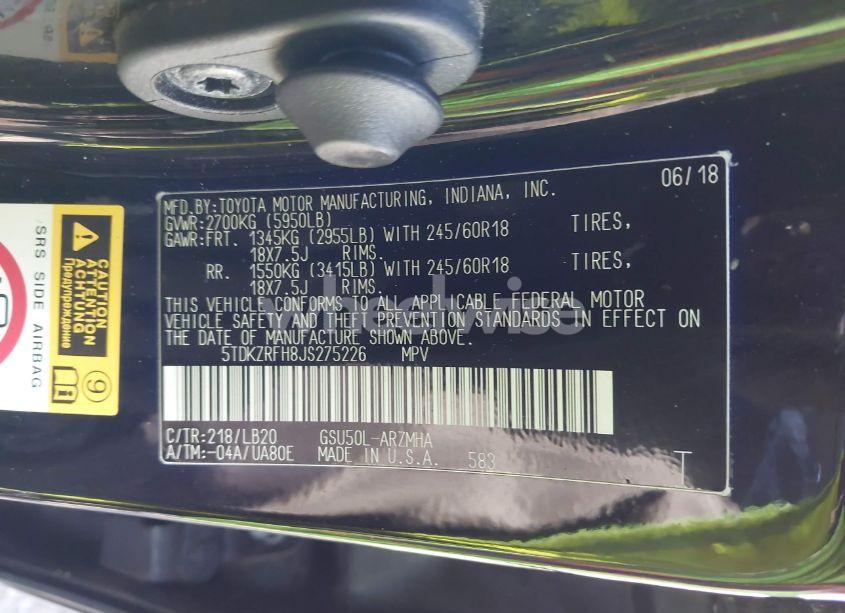 06/18
MFD.BY:TOYOTA MOTOR MANUFACTURING, INDIANA, INC.
GVWR:2700KG (5950LB)
GAWR:FRT. 1345KG (2955LB) WITH 245/60R18 TIRES,
18X7.5J RIMS.
RR. 1550KG (3415LB) WITH 245/60R18 TIRES,
18X7.5J RIMS.
THIS VEHICLE CONFORMS TO ALL APPLICABLE FEDERAL MOTOR
VEHICLE SAFETY AND THEFT PREVENTION STANDARDS IN EFFECT ON
THE DATE OF MANUFACTURE SHOWN ABOVE.
5TDKZRFH8JS275226 MPV
C/TR:218/LB20 GSU50L-ARZMHA
A/TM:-04A/UA80E MADE IN U.S.A. 583 T
SRS SIDE AIRBAG
CAUTION
ATTENTION
ACHTUNG
Предупреждение
9
wheelwise